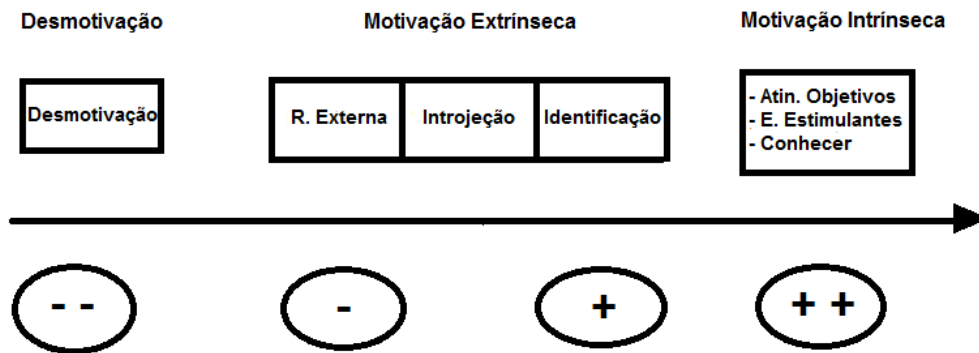 Desmotivação
Motivação Extrínseca
Motivação Intrínseca
Desmotivação
R. Externa
Introjeção
Identificação
- Atin. Objetivos
- E. Estimulantes
- Conhecer
- -
-
+
+ +